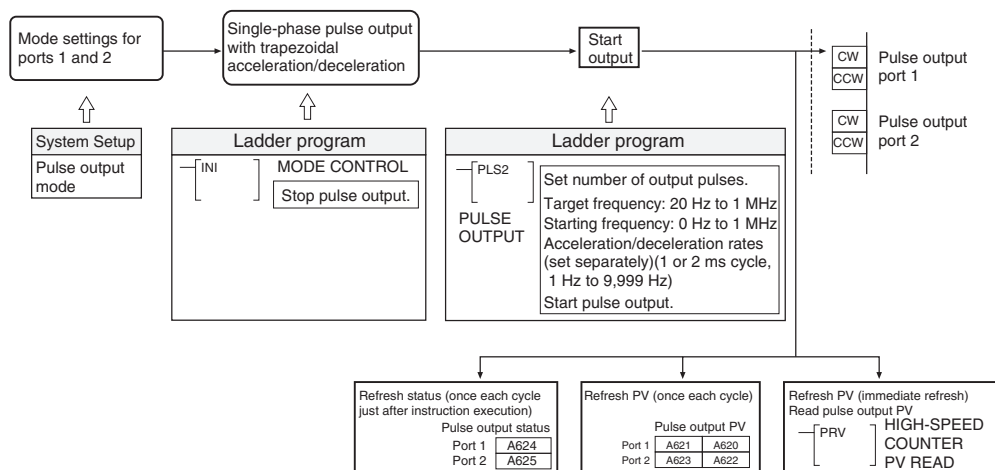 Mode settings for
ports 1 and 2
Single-phase pulse output
with trapezoidal
acceleration/deceleration
Start
output
CW
CCW
Pulse output
port 1
CW
CCW
Pulse output
port 2
System Setup
Pulse output
mode
Ladder program
INI
MODE CONTROL
Stop pulse output.
Ladder program
PLS2
PULSE
OUTPUT
Set number of output pulses.
Target frequency: 20 Hz to 1 MHz
Starting frequency: 0 Hz to 1 MHz
Acceleration/deceleration rates
(set separately)(1 or 2 ms cycle,
1 Hz to 9,999 Hz)
Start pulse output.
Refresh status (once each cycle
just after instruction execution)
Pulse output status
Port 1 A624
Port 2 A625
Refresh PV (once each cycle)
Pulse output PV
Port 1 A621 A620
Port 2 A623 A622
Refresh PV (immediate refresh)
Read pulse output PV
PRV
HIGH-SPEED
COUNTER
PV READ